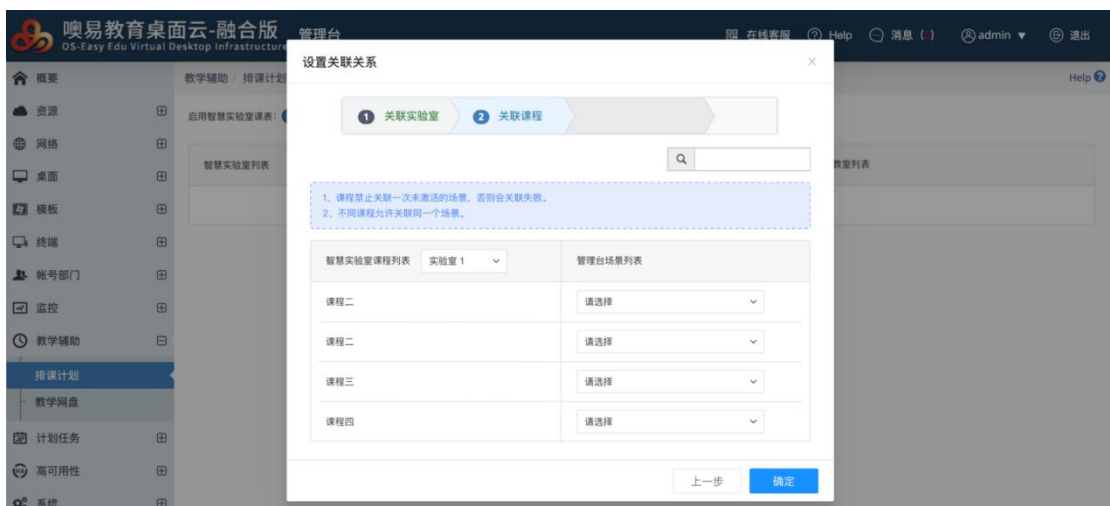 噢易教育桌面云-融合版 管理台
OS-Easy Edu Virtual Desktop Infrastructure
在线客服 Help 消息 admin 退出
概要
资源
网络
桌面
模板
终端
帐号部门
监控
教学辅助
排课计划
教学网盘
计划任务
高可用性
系统
教学辅助 / 排课计划
Help
启用智慧实验室课表:
智慧实验室列表
教室列表
设置关联关系
1 关联实验室 2 关联课程
1、课程禁止关联一次未激活的场景,否则会关联失败。
2、不同课程允许关联同一个场景。
智慧实验室课程列表 实验室 1 管理台场景列表
课程二 请选择
课程二 请选择
课程三 请选择
课程四 请选择
上一步 确定